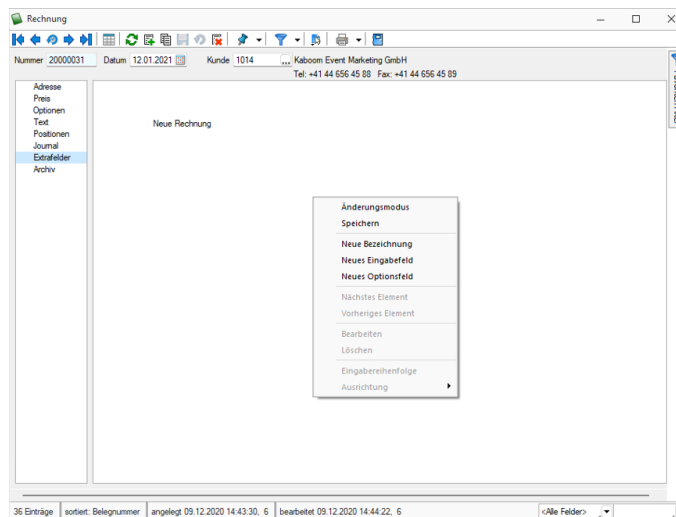 Rechnung
Nummer 20000031 Datum 12.01.2021 Kunde 1014 ... Kaboom Event Marketing GmbH
Tel: +41 44 656 45 88 Fax: +41 44 656 45 89
Adresse
Preis
Optionen
Text
Positionen
Journal
Extrafelder
Archiv
Neue Rechnung
Änderungsmodus
Speichern
Neue Bezeichnung
Neues Eingabefeld
Neues Optionsfeld
Nächstes Element
Vorheriges Element
Bearbeiten
Löschen
Eingabereihenfolge
Ausrichtung
36 Einträge sortiert: Belegnummer angelegt 09.12.2020 14:43:30, 6 bearbeitet 09.12.2020 14:44:22, 6 <Alle Felder>